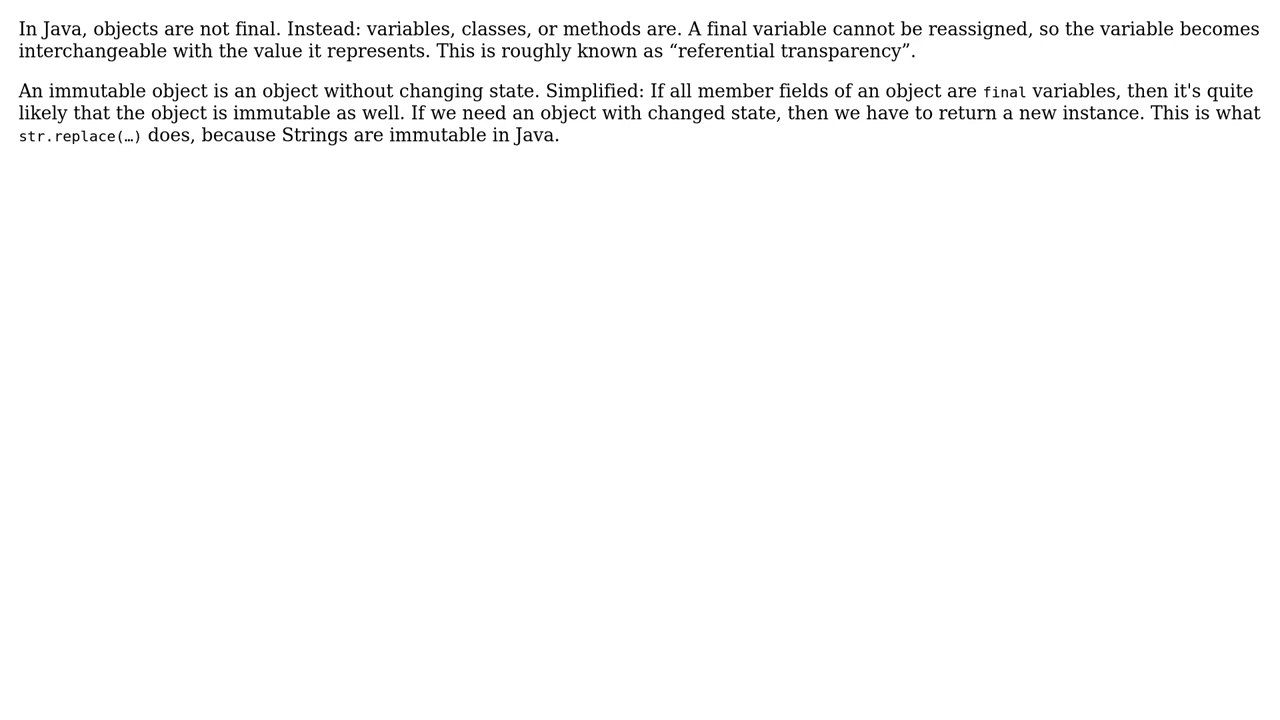 In Java, objects are not final. Instead: variables, classes, or methods are. A final variable cannot be reassigned, so the variable becomes
interchangeable with the value it represents. This is roughly known as “referential transparency”.
An immutable object is an object without changing state. Simplified: If all member fields of an object are final variables, then it's quite
likely that the object is immutable as well. If we need an object with changed state, then we have to return a new instance. This is what
str.replace(…) does, because Strings are immutable in Java.